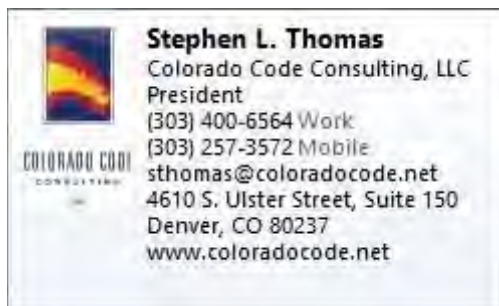 Stephen L. Thomas
Colorado Code Consulting, LLC
President
(303) 400-6564 Work
(303) 257-3572 Mobile
sthomas@coloradocode.net
4610 S. Ulster Street, Suite 150
Denver, CO 80237
www.coloradocode.net
COLORADO CODE
CONSULTING